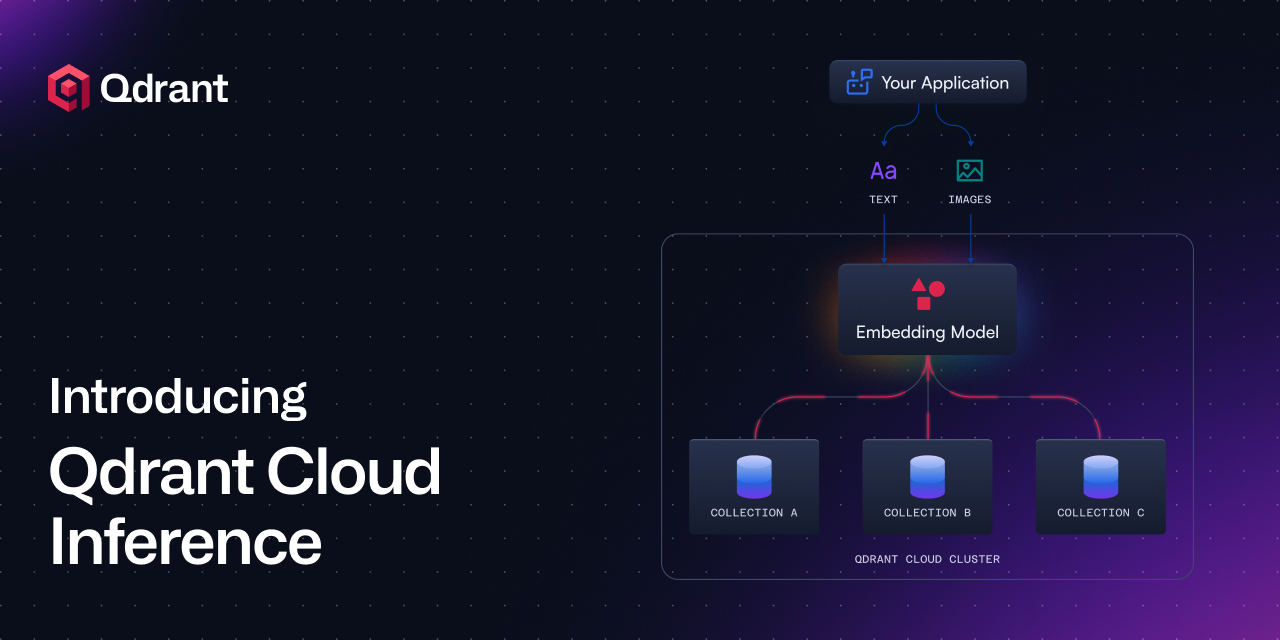 Qdrant
Introducing
Qdrant Cloud
Inference
Your Application
Aa
TEXT
IMAGES
Embedding Model
COLLECTION A
COLLECTION B
COLLECTION C
QDRANT CLOUD CLUSTER